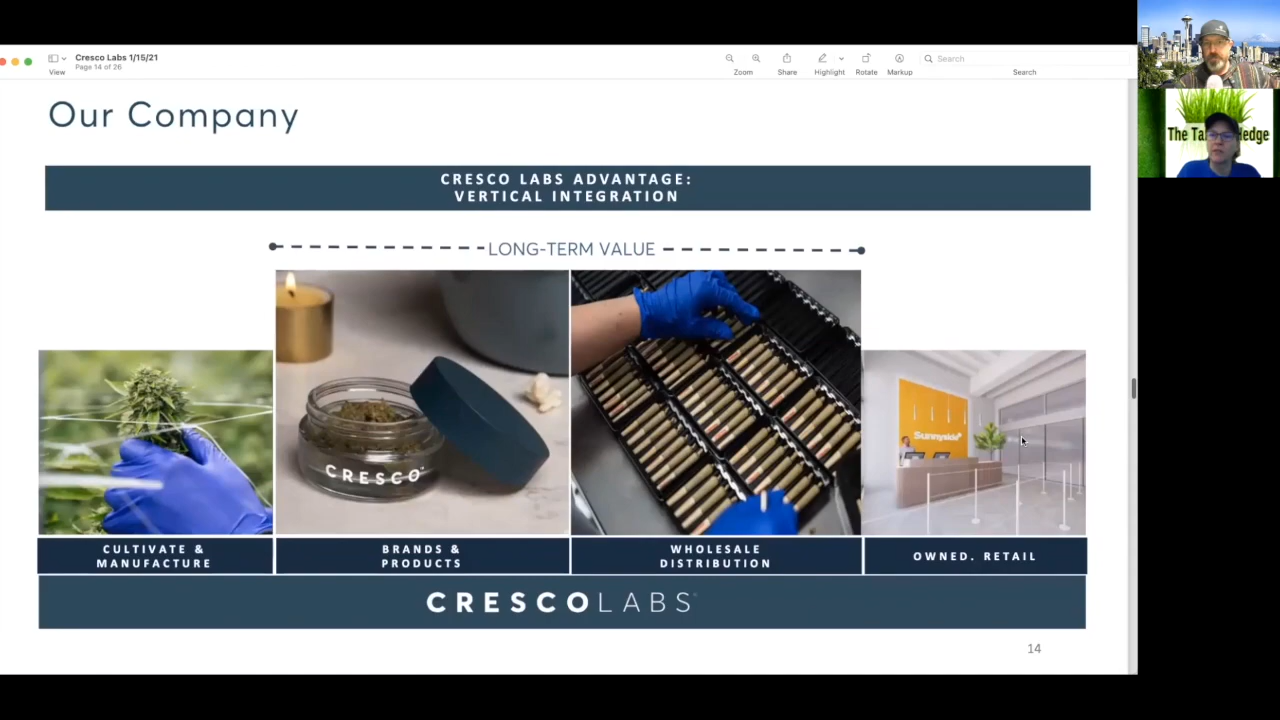 Cresco Labs 1/15/21
Page 14 of 26
View
Zoom
Share
Highlight
Rotate
Markup
Search
Search
Our Company
CRESCO LABS ADVANTAGE:
VERTICAL INTEGRATION
LONG-TERM VALUE
CRESCO
Sunnyside
CULTIVATE &
MANUFACTURE
BRANDS &
PRODUCTS
WHOLESALE
DISTRIBUTION
OWNED. RETAIL
CRESCOLABS
14
The
edge